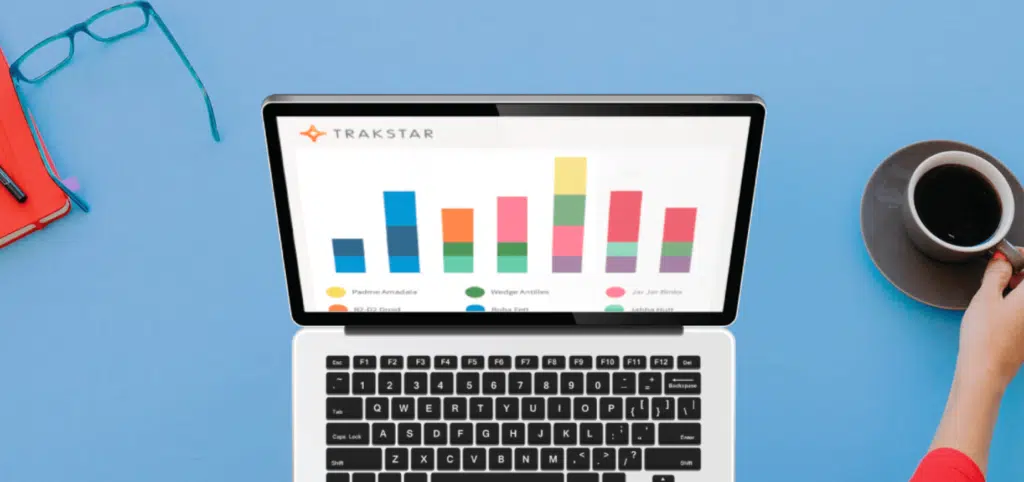 TRAKSTAR
Padme Amadala Wedge Antilles Jar Jar Binks
R2-D2 Droid Boba Fett Jabba Hutt
Esc F1 F2 F3 F4 F5 F6 F7 F8 F9 F10 F11 F12 Del
~ 1 2 3 4 5 6 7 8 9 0 - = Backspace
Tab Q W E R T Y U I O P { [ } ] | \
Caps Lock A S D F G H J K L : ; " ' Enter
Shift Z X C V B N M < , > . ? / Shift